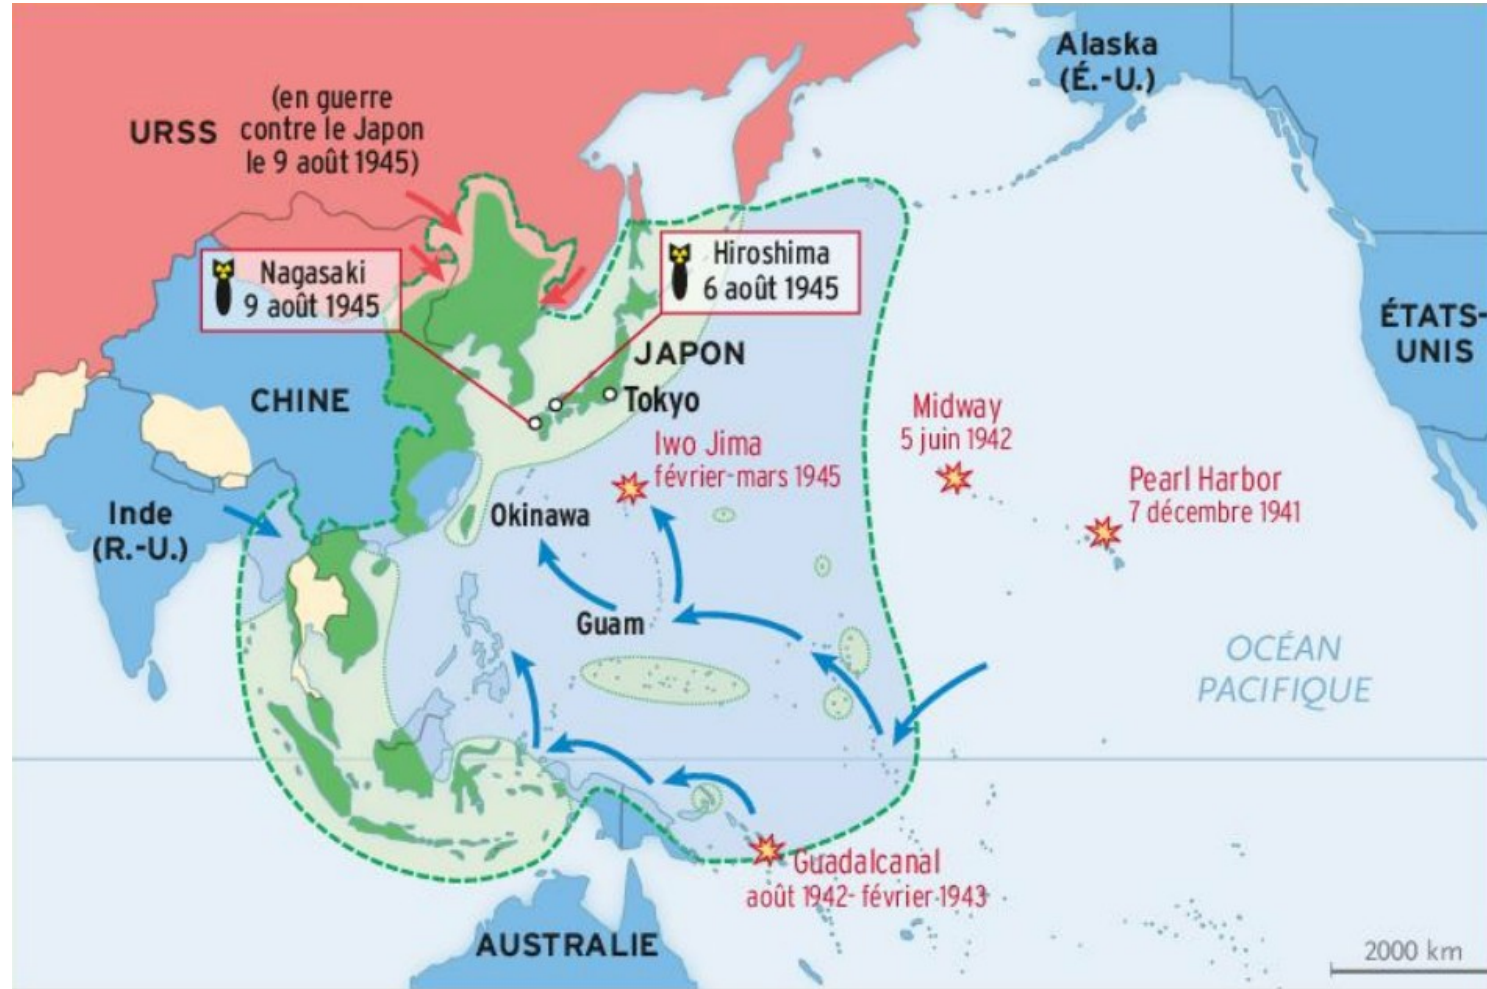 Alaska
(É.-U.)
(en guerre
URSS contre le Japon
le 9 août 1945)
Nagasaki
9 août 1945
Hiroshima
6 août 1945
ÉTATS-
UNIS
JAPON
CHINE
Tokyo
Midway
5 juin 1942
Iwo Jima
février-mars 1945
Pearl Harbor
7 décembre 1941
Inde
(R.-U.)
Okinawa
Guam
OCÉAN
PACIFIQUE
Guadalcanal
août 1942- février-1943
AUSTRALIE
2000 km